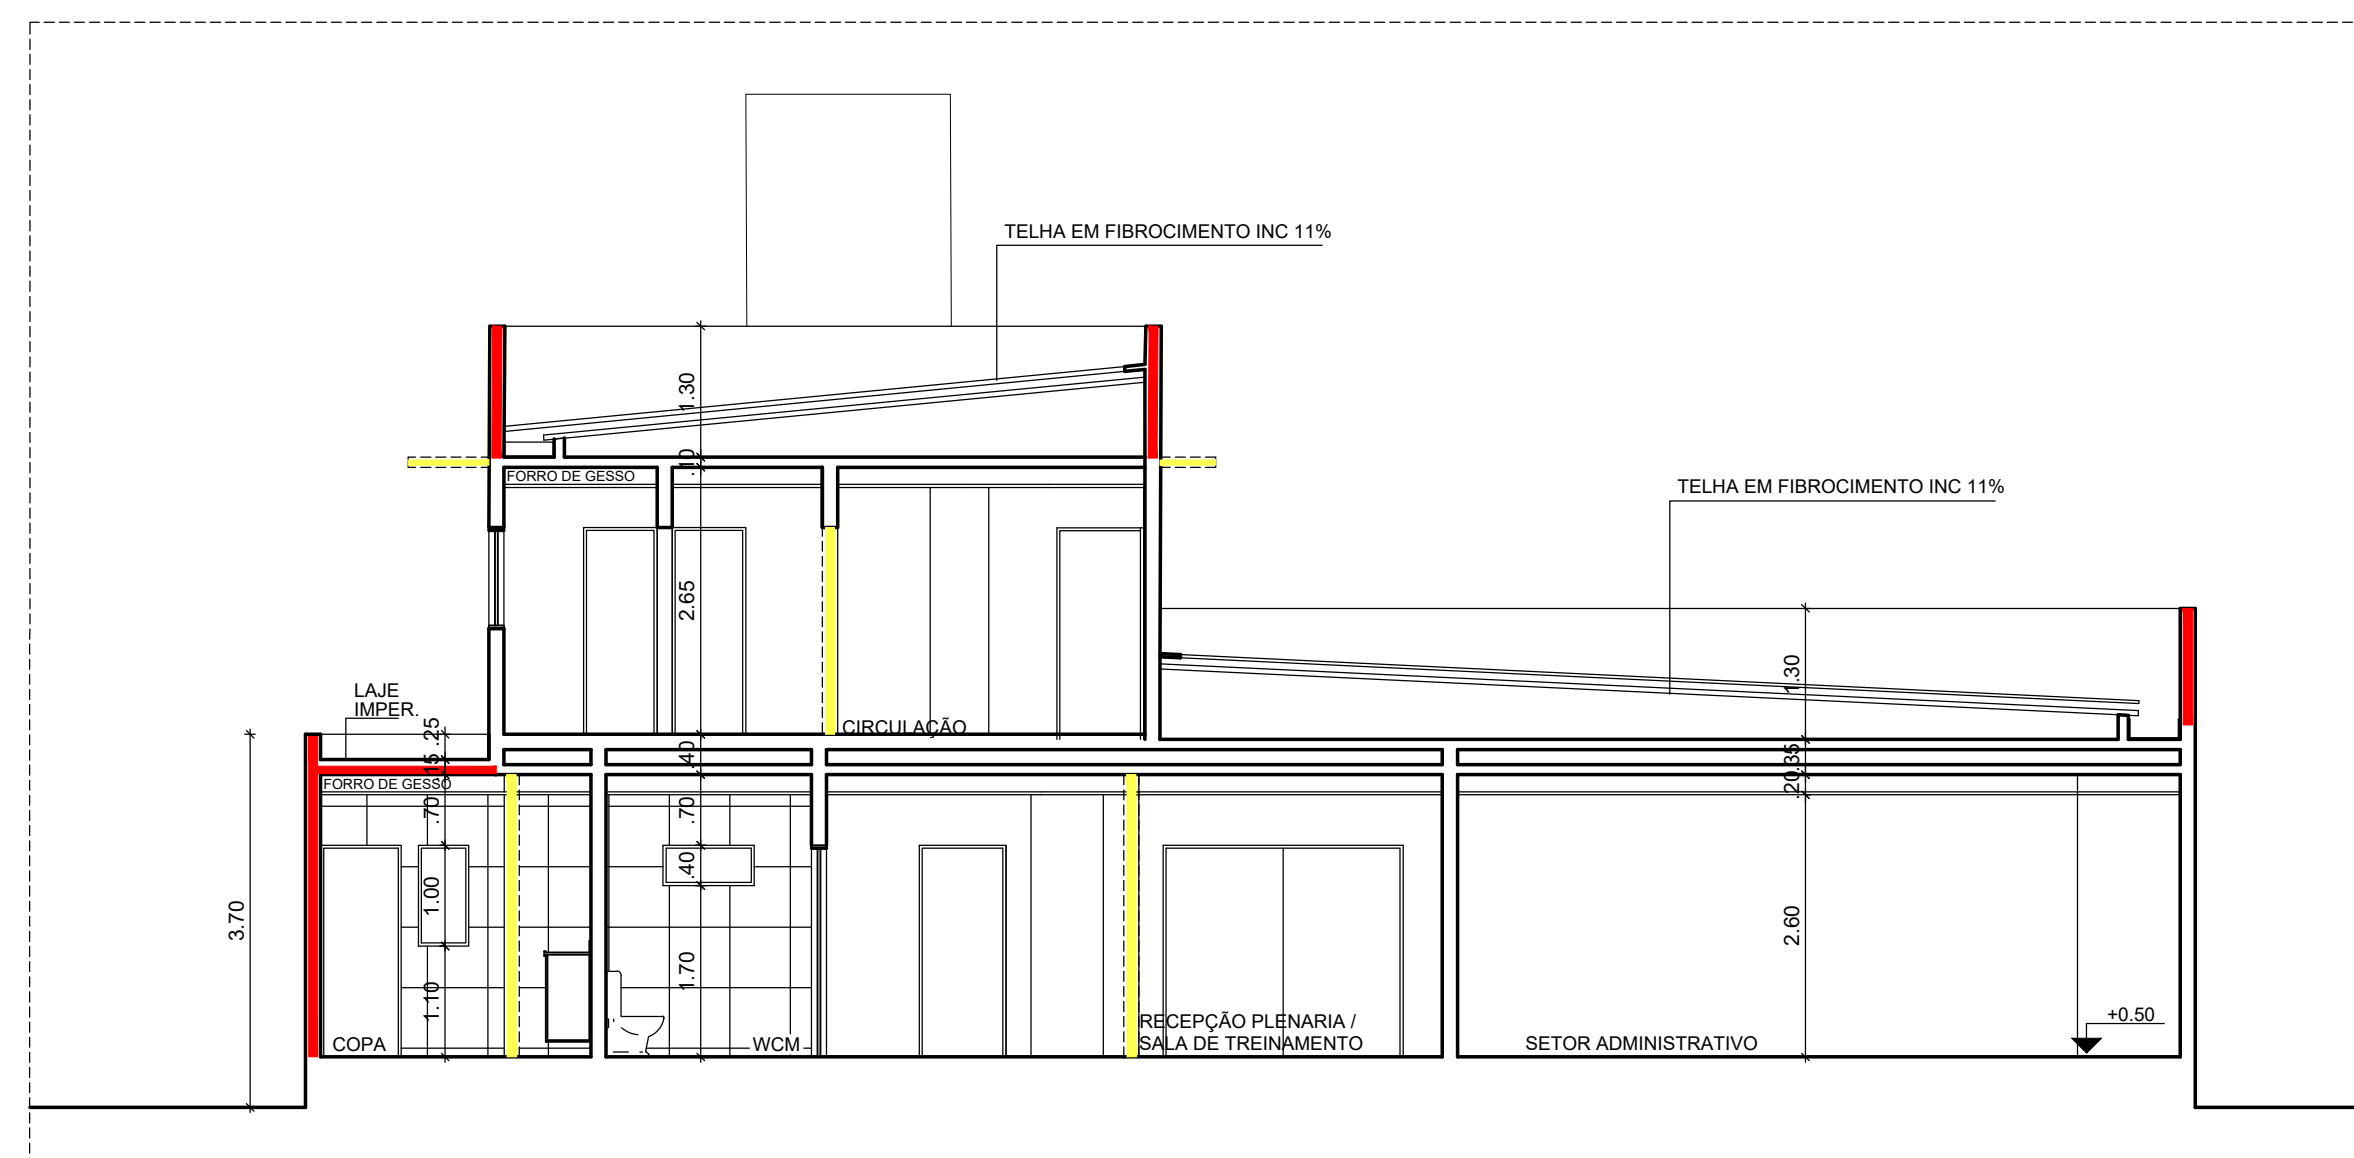 TELHA EM FIBROCIMENTO INC 11%
1.30
.10
FORRO DE GESSO
TELHA EM FIBROCIMENTO INC 11%
2.65
1.30
LAJE
IMPER.
CIRCULAÇÃO
.25
.15
.40
.35
.20
FORRO DE GESSO
.70
.70
.40
1.00
3.70
2.60
1.70
1.10
+0.50
COPA
WCM
RECEPÇÃO PLENARIA /
SALA DE TREINAMENTO
SETOR ADMINISTRATIVO